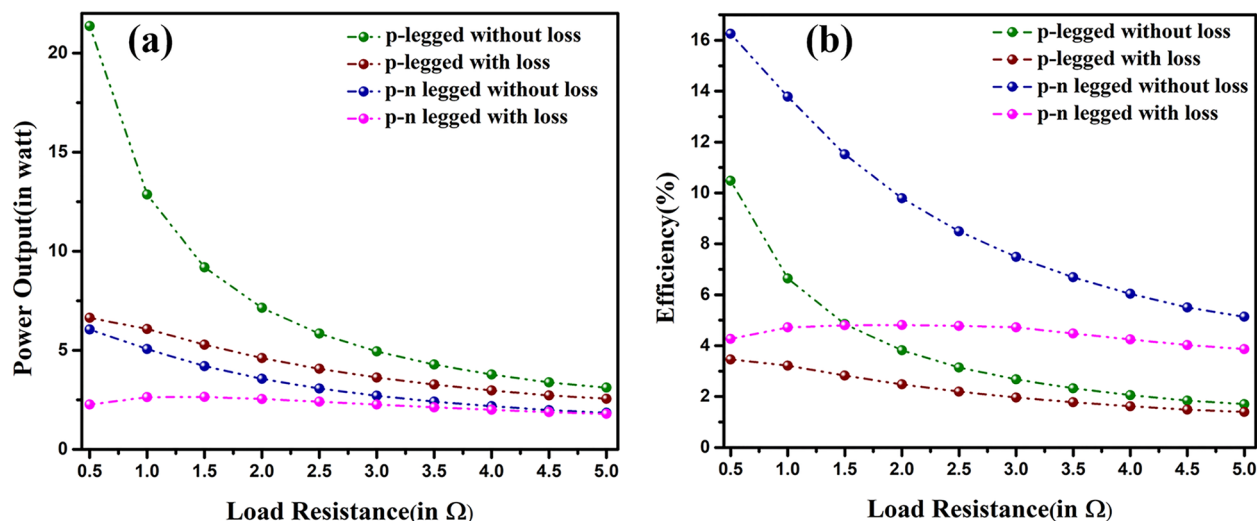 (a)
p-legged without loss
p-legged with loss
p-n legged without loss
p-n legged with loss
Power Output(in watt)
20
15
10
5
0
0.5 1.0 1.5 2.0 2.5 3.0 3.5 4.0 4.5 5.0
Load Resistance(in Ω)
(b)
p-legged without loss
p-legged with loss
p-n legged without loss
p-n legged with loss
Efficiency(%)
16
14
12
10
8
6
4
2
0
0.5 1.0 1.5 2.0 2.5 3.0 3.5 4.0 4.5 5.0
Load Resistance(in Ω)